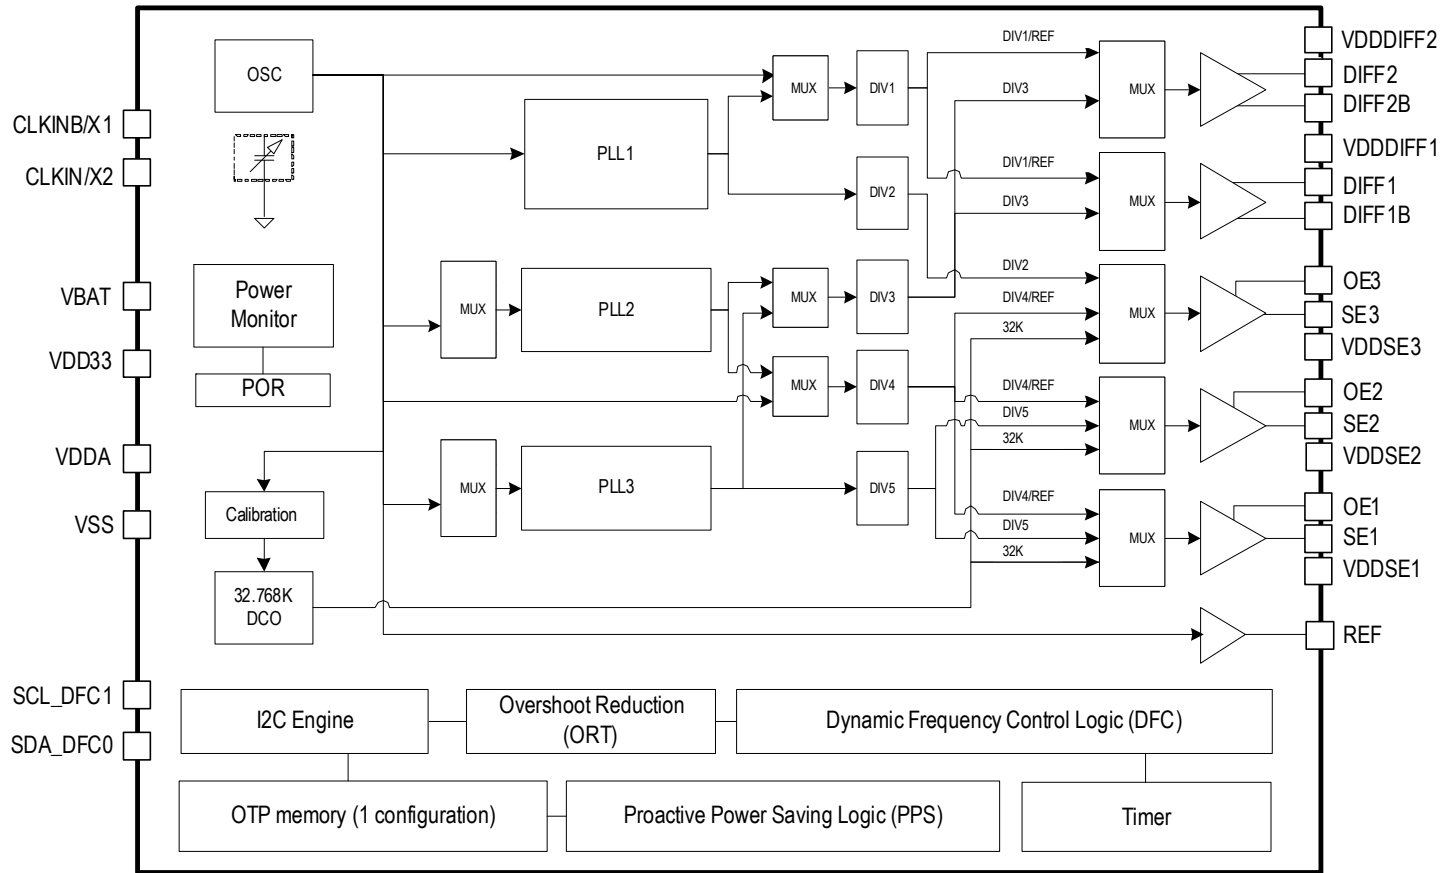 CLKINB/X1
CLKIN/X2
VBAT
VDD33
VDDA
VSS
SCL_DFC1
SDA_DFC0
OSC
Power
Monitor
POR
Calibration
32.768K
DCO
PLL1
MUX
PLL2
MUX
PLL3
MUX
DIV1
DIV2
MUX
DIV3
MUX
DIV4
DIV5
DIV1/REF
DIV3
MUX
DIV1/REF
DIV3
MUX
DIV2
DIV4/REF
32K
MUX
DIV4/REF
DIV5
32K
MUX
DIV4/REF
DIV5
32K
MUX
VDDDIFF2
DIFF2
DIFF2B
VDDDIFF1
DIFF1
DIFF1B
OE3
SE3
VDDSE3
OE2
SE2
VDDSE2
OE1
SE1
VDDSE1
REF
I2C Engine
Overshoot Reduction
(ORT)
Dynamic Frequency Control Logic (DFC)
OTP memory (1 configuration)
Proactive Power Saving Logic (PPS)
Timer